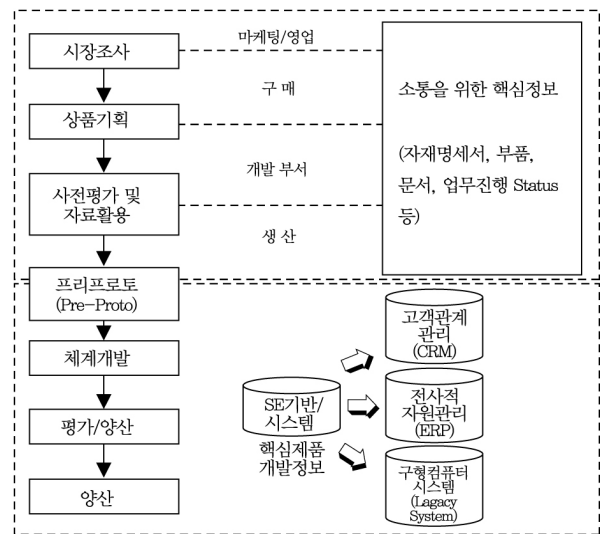 시장조사
상품기획
사전평가 및
자료활용
프리프로토
(Pre-Proto)
체계개발
평가/양산
양산
마케팅/영업
구 매
개발 부서
생 산
소통을 위한 핵심정보
(자재명세서, 부품,
문서, 업무진행 Status
등)
SE기반/
시스템
핵심제품
개발정보
고객관계
관리
(CRM)
전사적
자원관리
(ERP)
구형컴퓨터
시스템
(Lagacy
System)